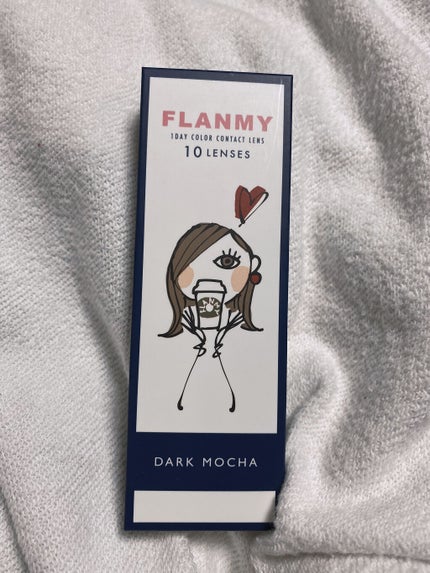 FLANMY
1DAY COLOR CONTACT LENS
10 LENSES
DARK MOCHA